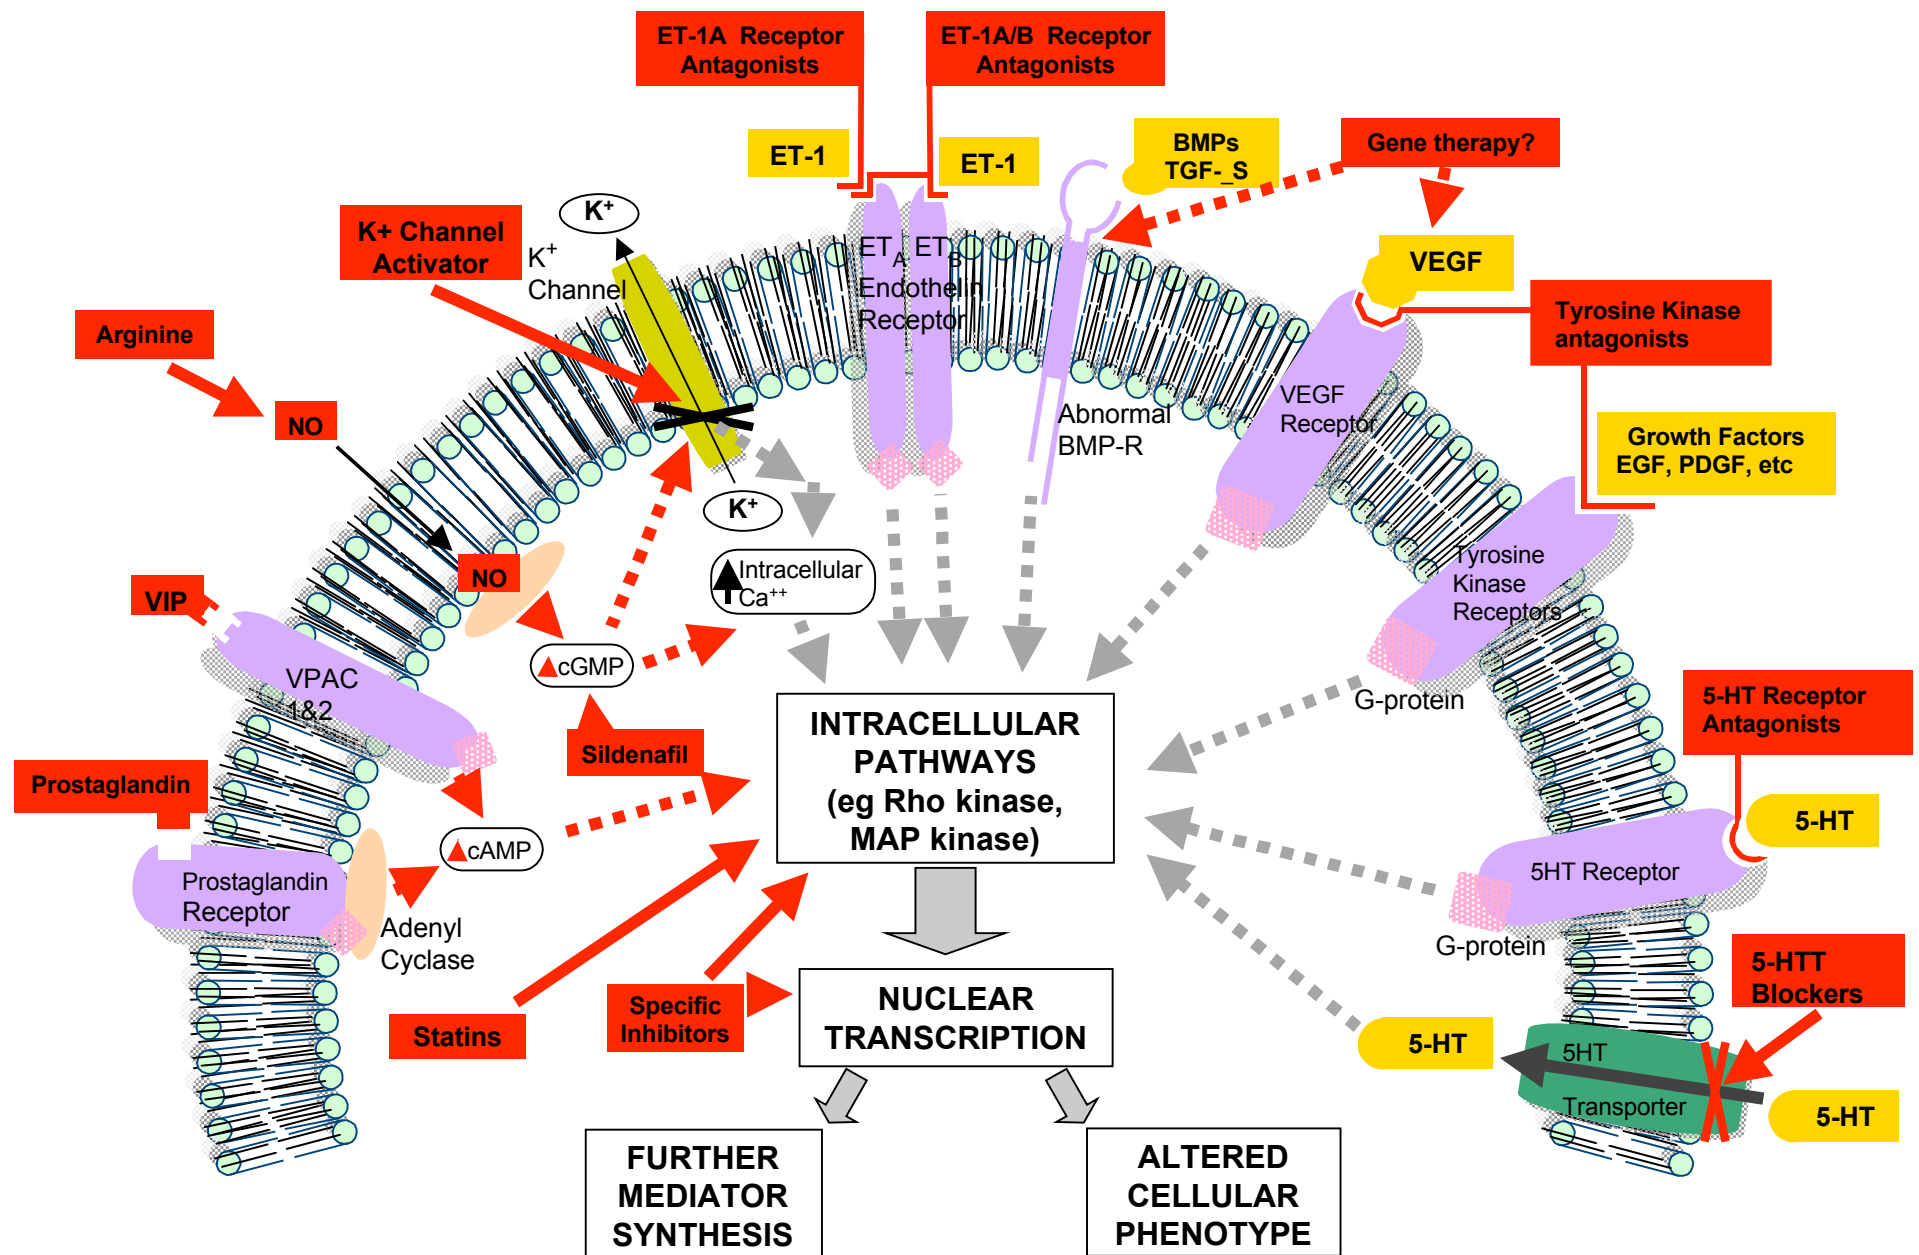 ET-1A Receptor
Antagonists
ET-1A/B Receptor
Antagonists
ET-1
ET-1
BMPs
TGF-_S
Gene therapy?
K+
K+ Channel
Activator
K+
Channel
ETA
ETB
Endothelin
Receptor
VEGF
Tyrosine Kinase
antagonists
Arginine
NO
VEGF
Receptor
Abnormal
BMP-R
Growth Factors
EGF, PDGF, etc
K+
NO
Intracellular
Ca++
Tyrosine
Kinase
Receptors
VIP
VPAC
1&2
cGMP
G-protein
5-HT Receptor
Antagonists
Sildenafil
INTRACELLULAR
PATHWAYS
(eg Rho kinase,
MAP kinase)
Prostaglandin
5-HT
cAMP
Prostaglandin
Receptor
5HT Receptor
Adenyl
Cyclase
G-protein
5-HTT
Blockers
Specific
Inhibitors
NUCLEAR
TRANSCRIPTION
Statins
5-HT
5HT
Transporter
5-HT
FURTHER
MEDIATOR
SYNTHESIS
ALTERED
CELLULAR
PHENOTYPE